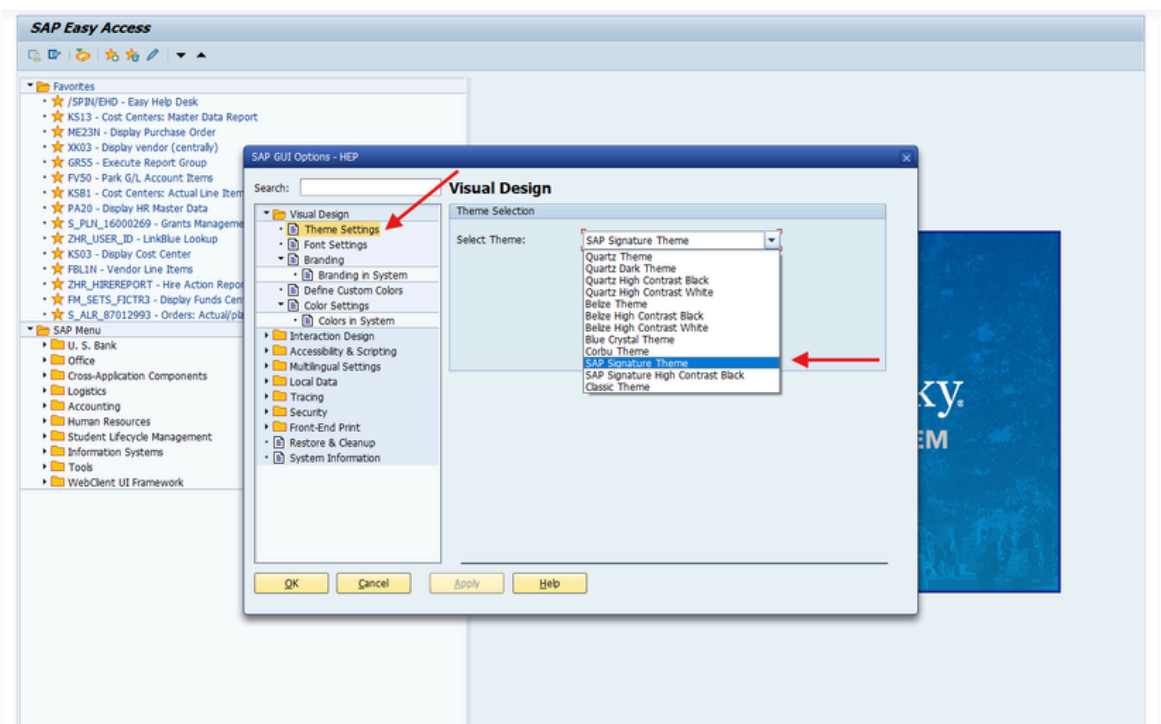 SAP Easy Access
Favorites
/SPIN/EHD - Easy Help Desk
KS13 - Cost Centers: Master Data Report
ME23N - Display Purchase Order
XK03 - Display vendor (centrally)
GR55 - Execute Report Group
FV50 - Park G/L Account Items
KSB1 - Cost Centers: Actual Line Item
PA20 - Display HR Master Data
S_PLN_16000269 - Grants Manageme
ZHR_USER_ID - LinkBlue Lookup
KS03 - Display Cost Center
FBL1N - Vendor Line Items
ZHR_HIREREPORT - Hire Action Repor
FM_SETS_FICTR3 - Display Funds Cen
S_ALR_87012993 - Orders: Actual/pla
SAP Menu
U. S. Bank
Office
Cross-Application Components
Logistics
Accounting
Human Resources
Student Lifecycle Management
Information Systems
Tools
WebClient UI Framework
SAP GUI Options - HEP
Search:
Visual Design
Theme Settings
Font Settings
Branding
Branding in System
Define Custom Colors
Color Settings
Colors in System
Interaction Design
Accessibility & Scripting
Multilingual Settings
Local Data
Tracing
Security
Front-End Print
Restore & Cleanup
System Information
Visual Design
Theme Selection
Select Theme:
SAP Signature Theme
Quartz Theme
Quartz Dark Theme
Quartz High Contrast Black
Quartz High Contrast White
Belize Theme
Belize High Contrast Black
Belize High Contrast White
Blue Crystal Theme
Corbu Theme
SAP Signature Theme
SAP Signature High Contrast Black
Classic Theme
OK
Cancel
Apply
Help
ky®
EM